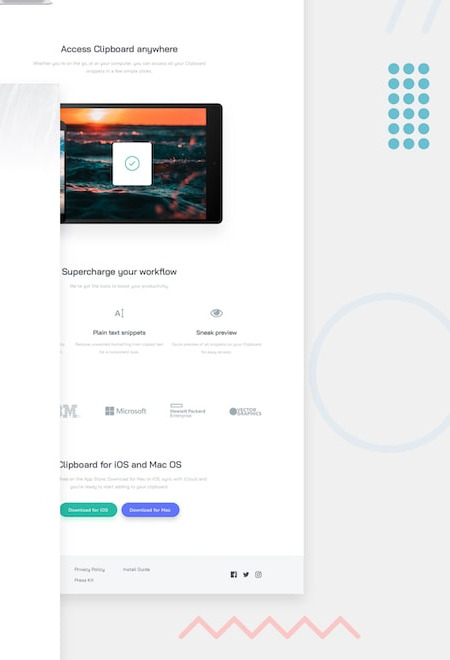 Access Clipboard anywhere
Whether you're on the go, or at your computer, you can access all your Clipboard
snippets in a few simple clicks.
Supercharge your workflow
We've got the tools to boost your productivity.
A
Plain text snippets
Sneak preview
Remove unwanted formatting from copied text
for a consistent look.
Quick preview of all snippets on your Clipboard
for easy access.
Microsoft
Hewlett Packard
Enterprise
VECTOR
GRAPHICS
Clipboard for iOS and Mac OS
free on the App Store. Download for Mac or iOS, sync with iCloud and
you're ready to start adding to your clipboard.
Download for iOS
Download for Mac
Privacy Policy
Install Guide
Press Kit